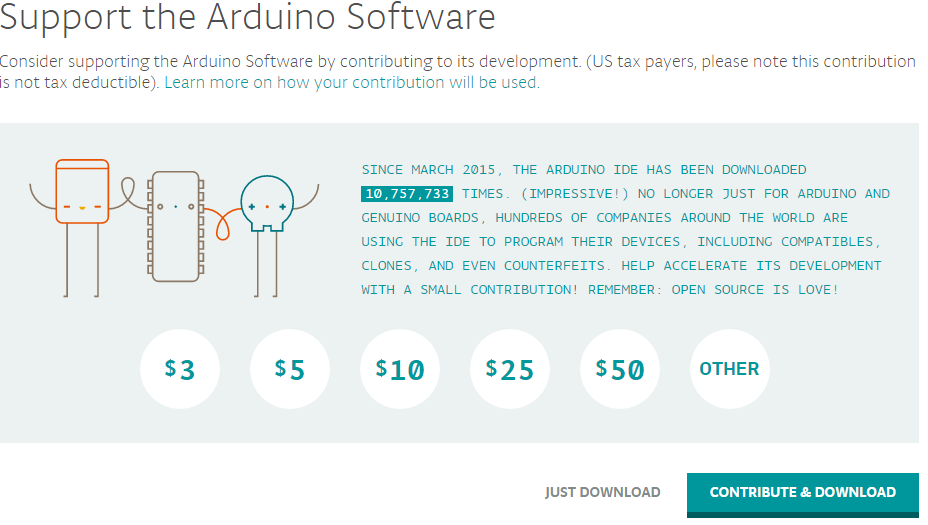 Support the Arduino Software
Consider supporting the Arduino Software by contributing to its development. (US tax payers, please note this contribution
is not tax deductible). Learn more on how your contribution will be used.
SINCE MARCH 2015, THE ARDUINO IDE HAS BEEN DOWNLOADED
10,757,733 TIMES. (IMPRESSIVE!) NO LONGER JUST FOR ARDUINO AND
GENUINO BOARDS, HUNDREDS OF COMPANIES AROUND THE WORLD ARE
USING THE IDE TO PROGRAM THEIR DEVICES, INCLUDING COMPATIBLES,
CLONES, AND EVEN COUNTERFEITS. HELP ACCELERATE ITS DEVELOPMENT
WITH A SMALL CONTRIBUTION! REMEMBER: OPEN SOURCE IS LOVE!
$3 $5 $10 $25 $50 OTHER
JUST DOWNLOAD CONTRIBUTE & DOWNLOAD